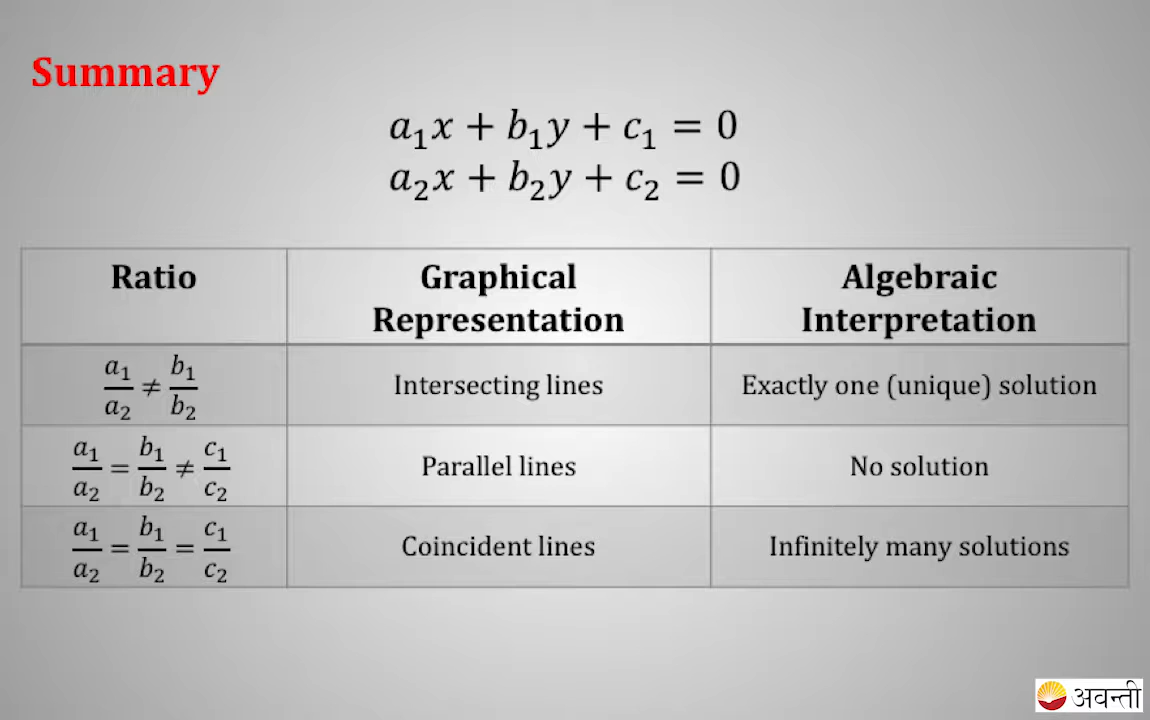 Summary
a₁x + b₁y + c₁ = 0
a₂x + b₂y + c₂ = 0
Ratio
Graphical
Representation
Algebraic
Interpretation
a₁/a₂ ≠ b₁/b₂
Intersecting lines
Exactly one (unique) solution
a₁/a₂ = b₁/b₂ ≠ c₁/c₂
Parallel lines
No solution
a₁/a₂ = b₁/b₂ = c₁/c₂
Coincident lines
Infinitely many solutions
अवन्ती